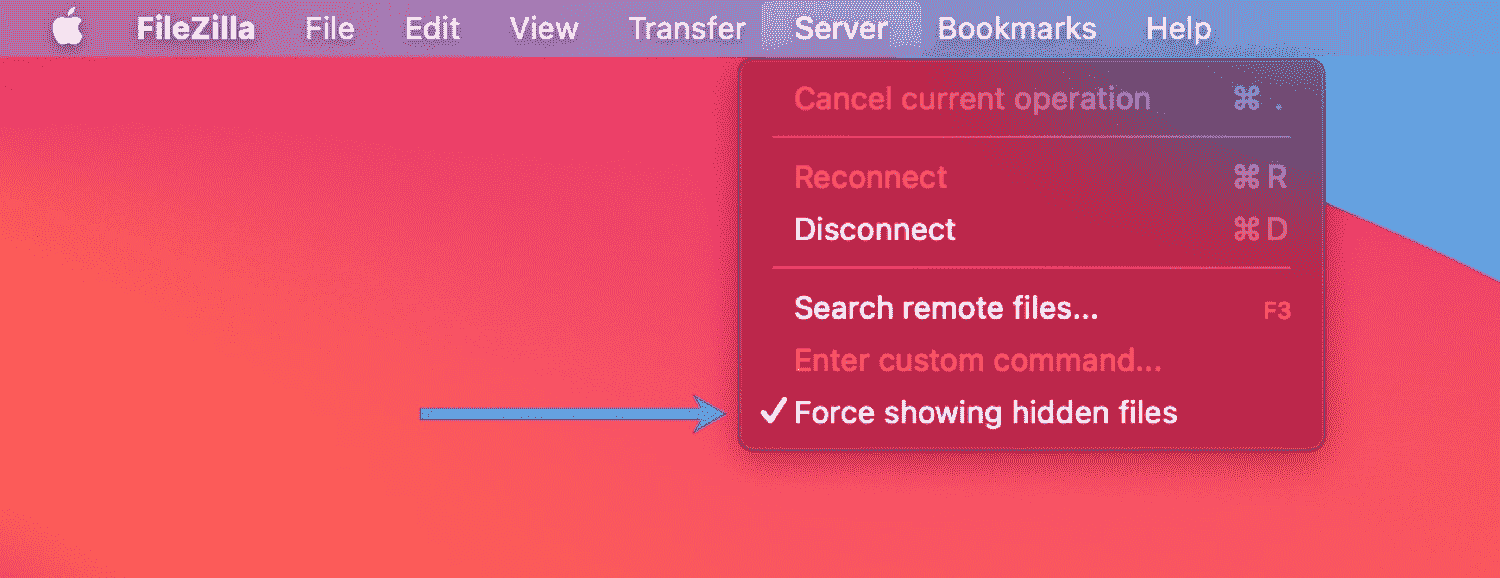 FileZilla File Edit View Transfer Server Bookmarks Help
Cancel current operation ⌘ .
Reconnect ⌘ R
Disconnect ⌘ D
Search remote files... F3
Enter custom command...
✓ Force showing hidden files